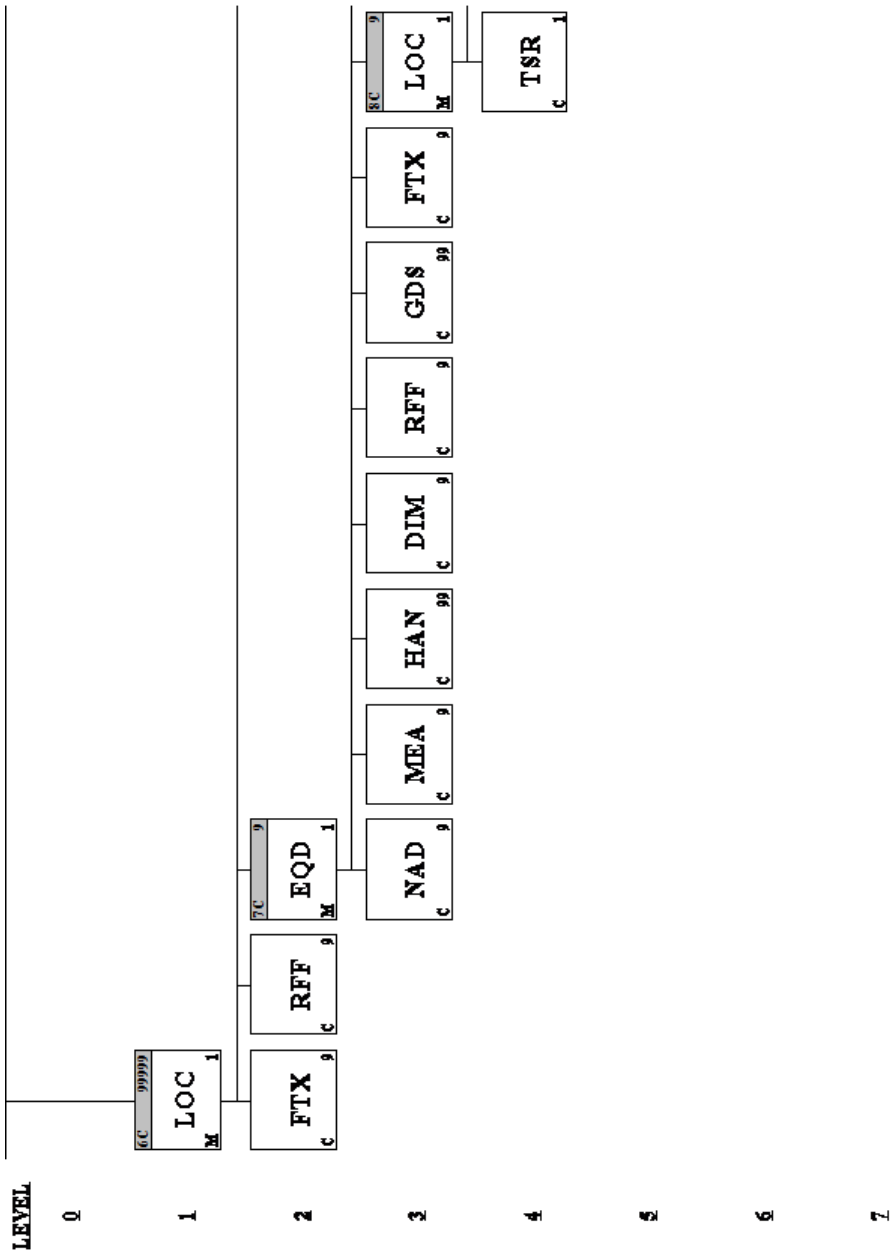 LEVEL
0
6C 99999
1 LOC
M 1
7C 9
2 FTX RFF EQD
C 9 C 9 M 1
8C 9
3 NAD MEA HAN DIM RFF GDS FTX LOC
C 9 C 9 C 99 C 9 C 9 C 99 C 9 M 1
4 TSR
C 1
5
6
7